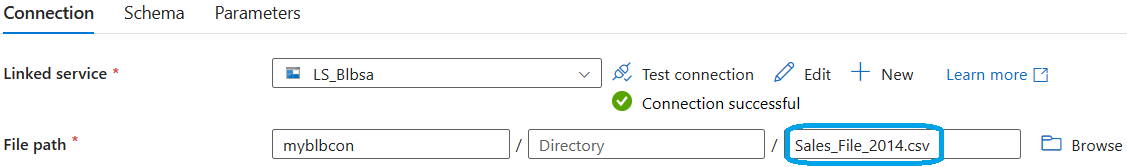 Connection Schema Parameters
Linked service * LS_Blbsa Test connection Edit New Learn more
Connection successful
File path * myblbcon / Directory / Sales_File_2014.csv Browse